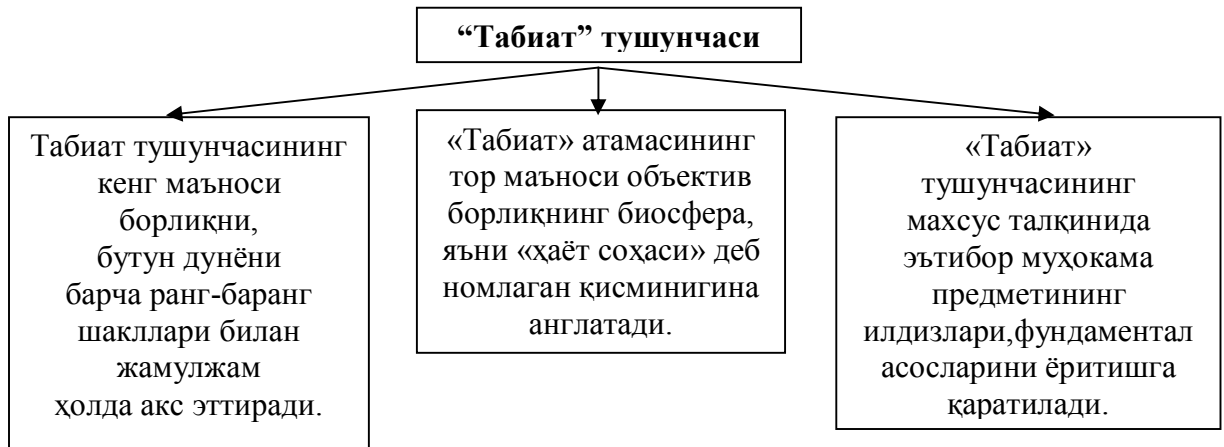 “Табиат” тушунчаси
Табиат тушунчасининг
кенг маъноси
борлиқни,
бутун дунёни
барча ранг-баранг
шакллари билан
жамулжам
ҳолда акс эттиради.
«Табиат» атамасининг
тор маъноси объектив
борлиқнинг биосфера,
яъни «ҳаёт соҳаси» деб
номлаган қисминигина
англатади.
«Табиат»
тушунчасининг
махсус талқинида
эътибор муҳокама
предметининг
илдизлари,фундаментал
асосларини ёритишга
қаратилади.